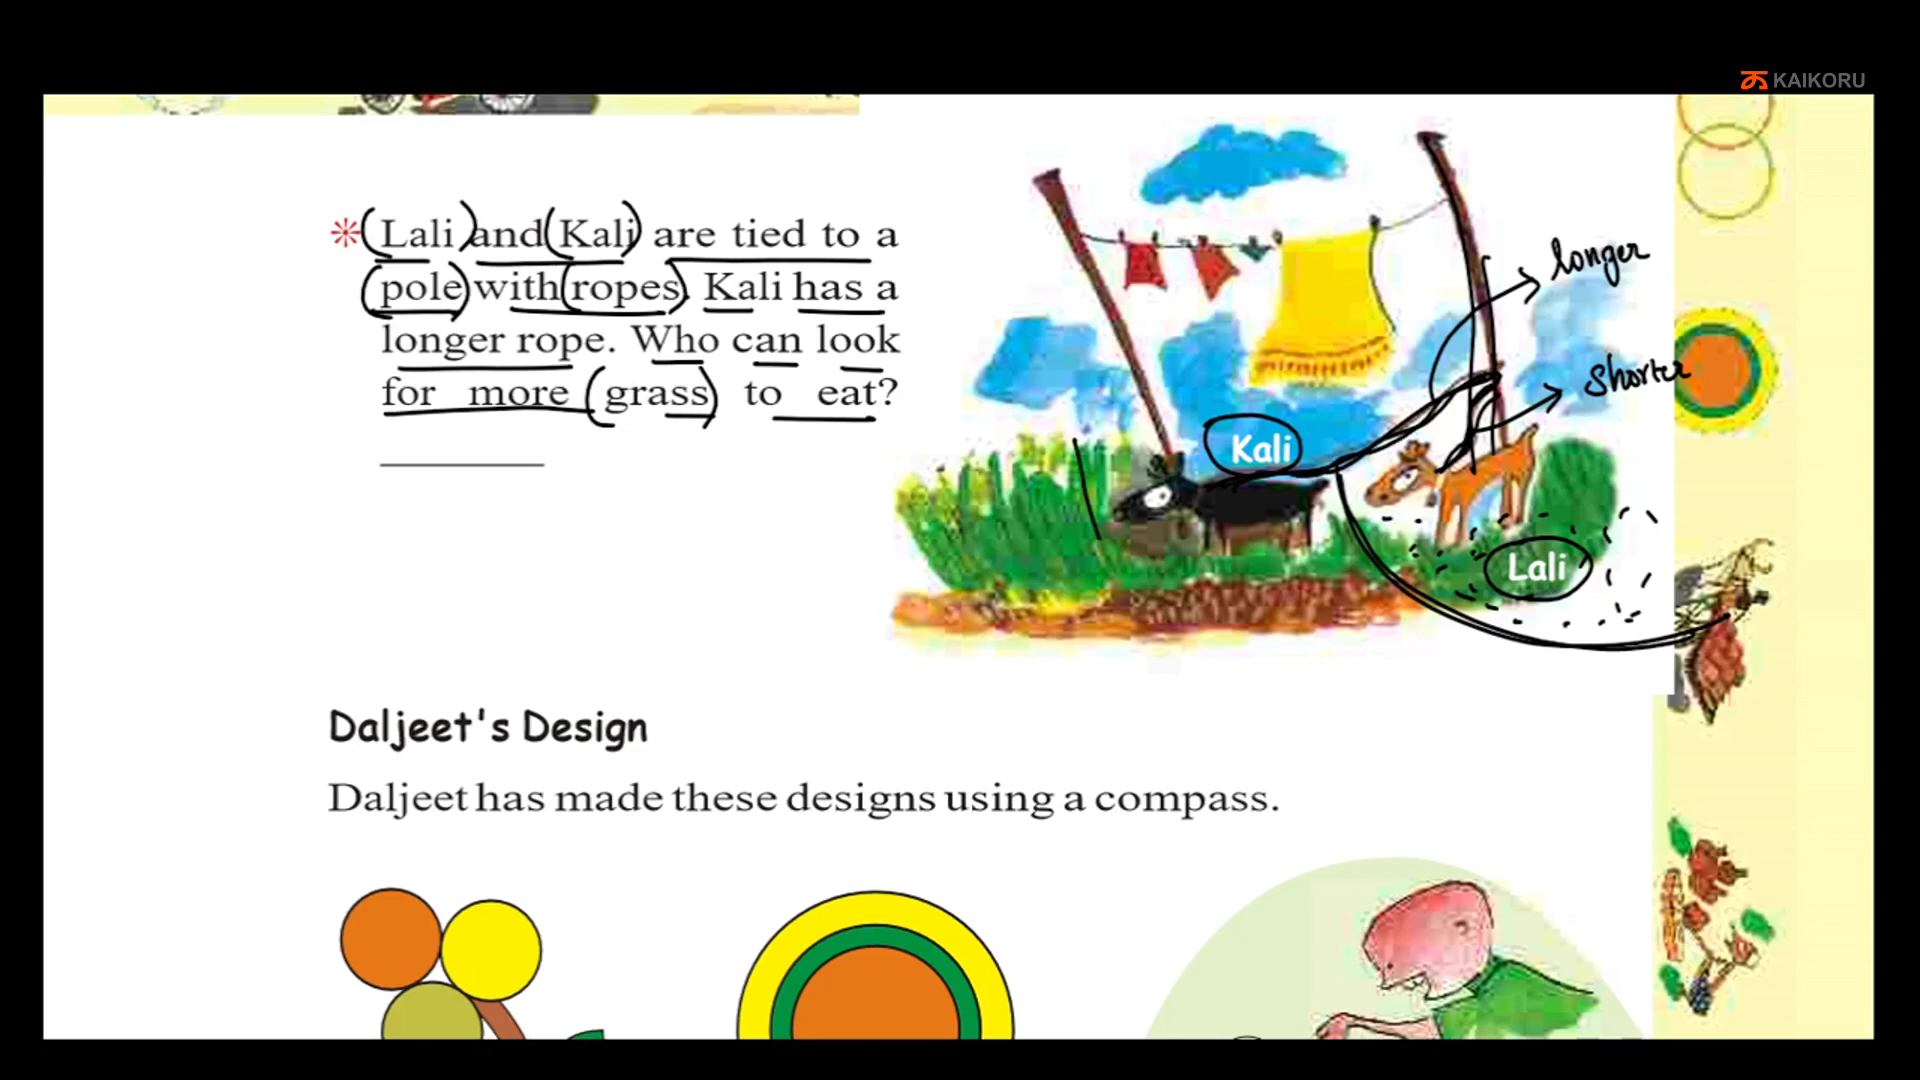 KAIKORU
Lali and Kali are tied to a
pole with ropes. Kali has a
longer rope. Who can look
for more grass to eat?
longer
shorter
Kali
Lali
Daljeet's Design
Daljeet has made these designs using a compass.